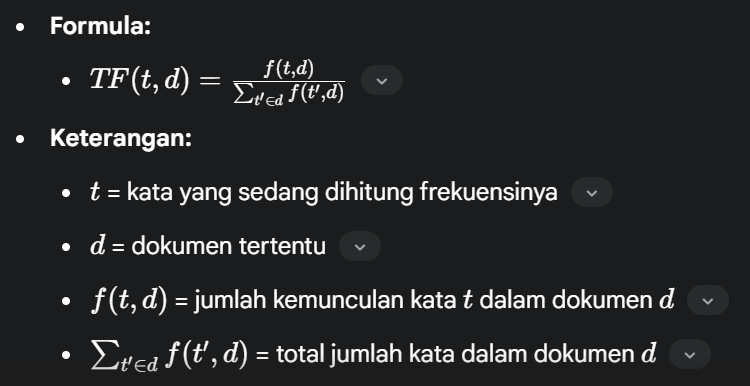 Formula:
TF(t, d) = f(t,d) / ∑t′∈d f(t′,d)
Keterangan:
t = kata yang sedang dihitung frekuensinya
d = dokumen tertentu
f(t, d) = jumlah kemunculan kata t dalam dokumen d
∑t′∈d f(t′, d) = total jumlah kata dalam dokumen d